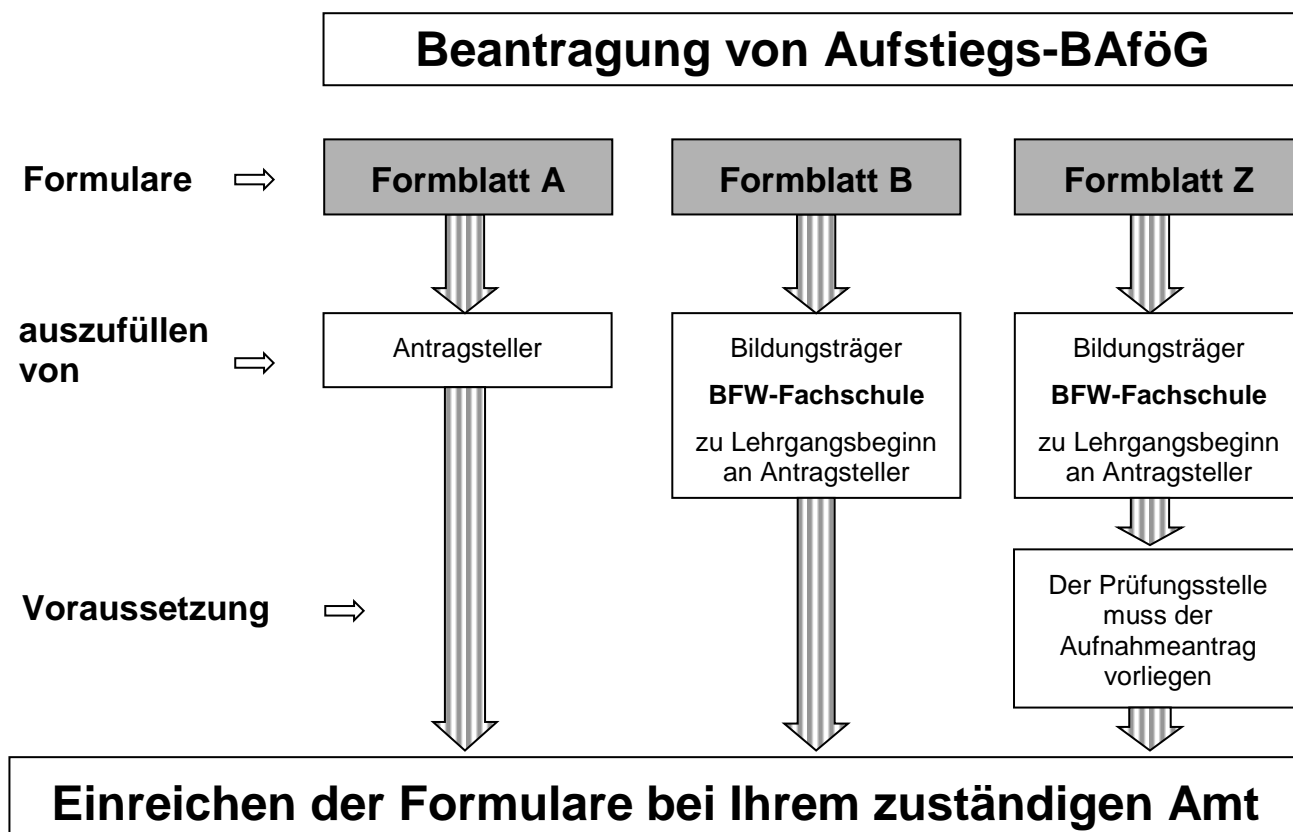 Beantragung von Aufstiegs-BAföG
Formulare ⇨
Formblatt A
Formblatt B
Formblatt Z
auszufüllen
von ⇨
Antragsteller
Bildungsträger
BFW-Fachschule
zu Lehrgangsbeginn
an Antragsteller
Bildungsträger
BFW-Fachschule
zu Lehrgangsbeginn
an Antragsteller
Voraussetzung ⇨
Der Prüfungsstelle
muss der
Aufnahmeantrag
vorliegen
Einreichen der Formulare bei Ihrem zuständigen Amt